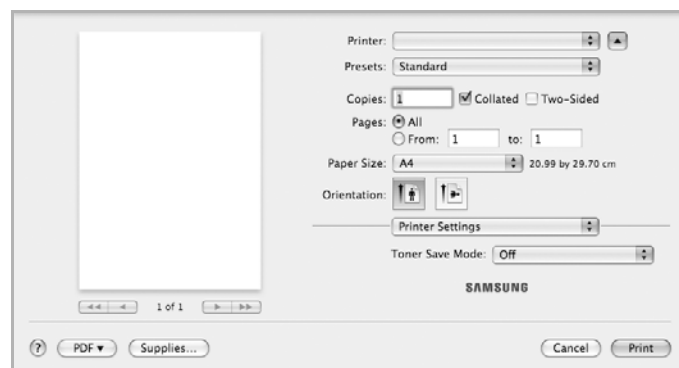 Printer:
Presets: Standard
Copies: 1 Collated Two-Sided
Pages: All
From: 1 to: 1
Paper Size: A4 20.99 by 29.70 cm
Orientation:
Printer Settings
Toner Save Mode: Off
SAMSUNG
1 of 1
? PDF▼ Supplies... Cancel Print